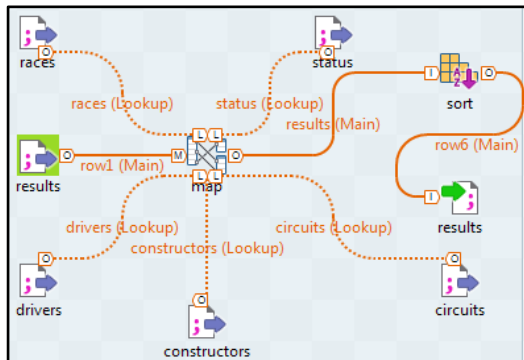 races
status
races (Lookup)
status (Lookup)
results (Main)
sort
row1 (Main)
row6 (Main)
results
map
results
drivers (Lookup)
circuits (Lookup)
constructors (Lookup)
drivers
circuits
constructors
O
O
L L
I
O
O
M
O
L L
I
O
O
O
A
Z